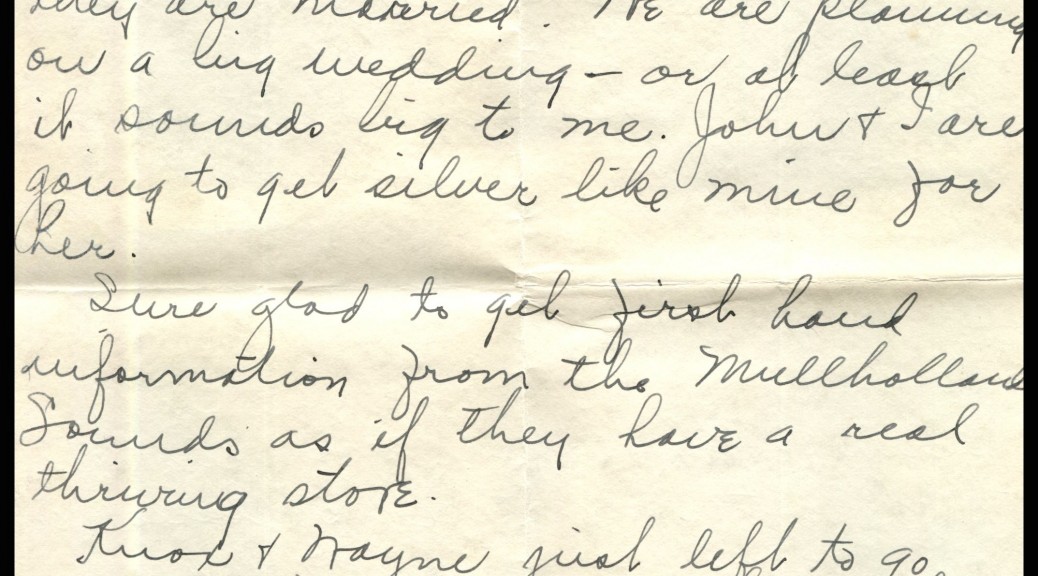 they are married. We are planning
on a big wedding – or at least
it sounds big to me. John & I are
going to get silver like mine for
her.
Sure glad to get first hand
information from the Mullholland
Sounds as if they have a real
thriving store.
Knox & Wayne just left to go